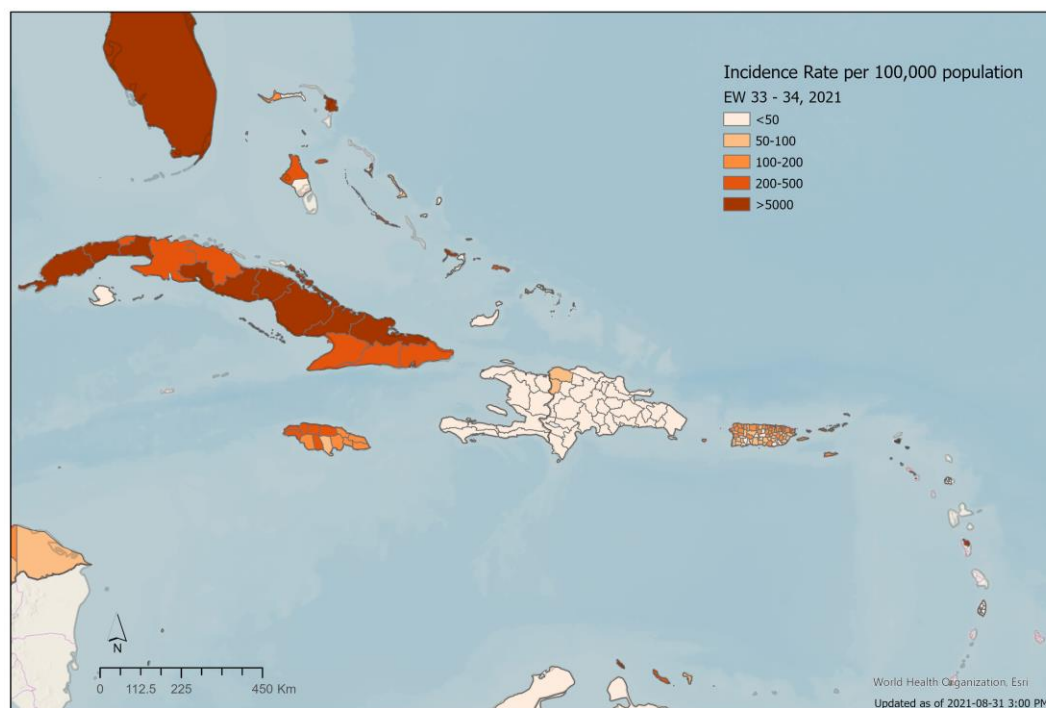 Incidence Rate per 100,000 population
EW 33 - 34, 2021
<50
50-100
100-200
200-500
>5000
N
0 112.5 225 450 Km
World Health Organization, Esri
Updated as of 2021-08-31 3:00 PM